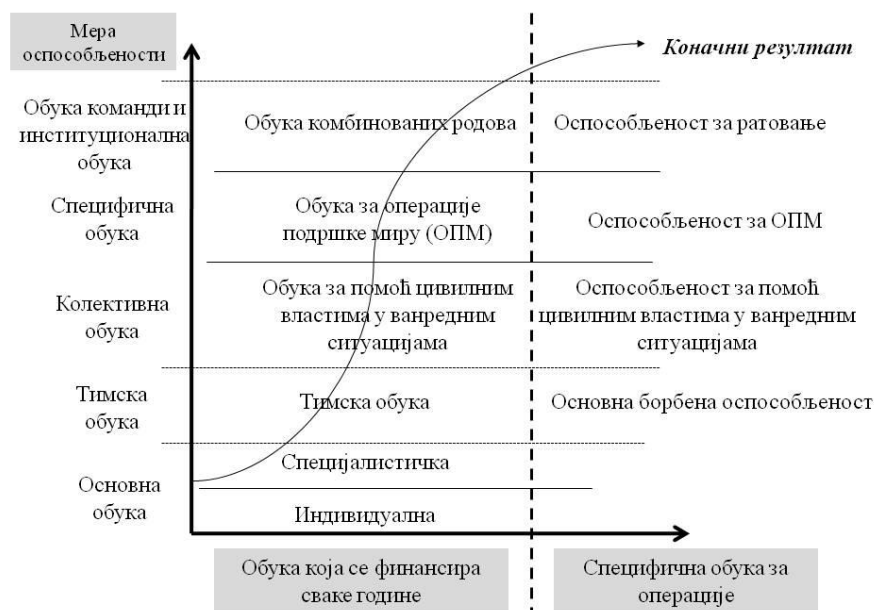 Мера
оспособљености
Коначни резултат
Обука команди и
институционална
обука
Обука комбинованих родова
Оспособљеност за ратовање
Специфична
обука
Обука за операције
подршке миру (ОПМ)
Оспособљеност за ОПМ
Колективна
обука
Обука за помоћ цивилним
властима у ванредним
ситуацијама
Оспособљеност за помоћ
цивилним властима у ванредним
ситуацијама
Тимска
обука
Тимска обука
Основна борбена оспособљеност
Основна
обука
Специјалистичка
Индивидуална
Обука која се финансира
сваке године
Специфична обука за
операције